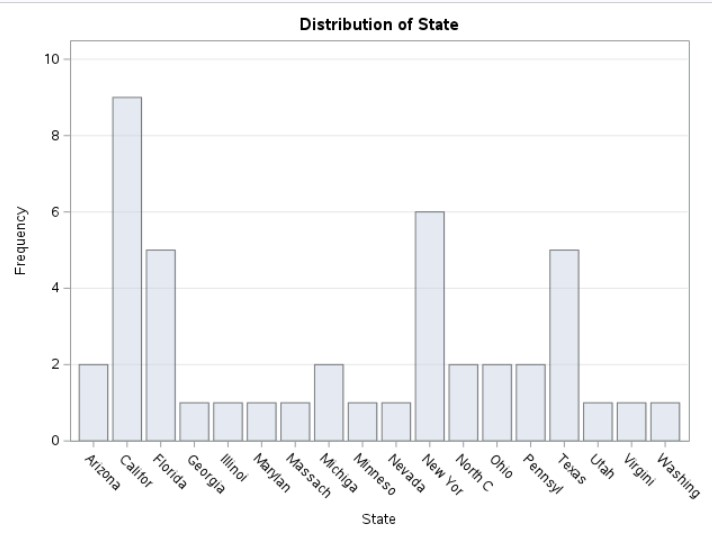 Distribution of State
10
8
6
4
2
0
Frequency
Arizona
Califor
Florida
Georgia
Illinoi
Marylan
Massach
Michiga
Minneso
Nevada
New Yor
North C
Ohio
Pennsyl
Texas
Utah
Virgini
Washing
State